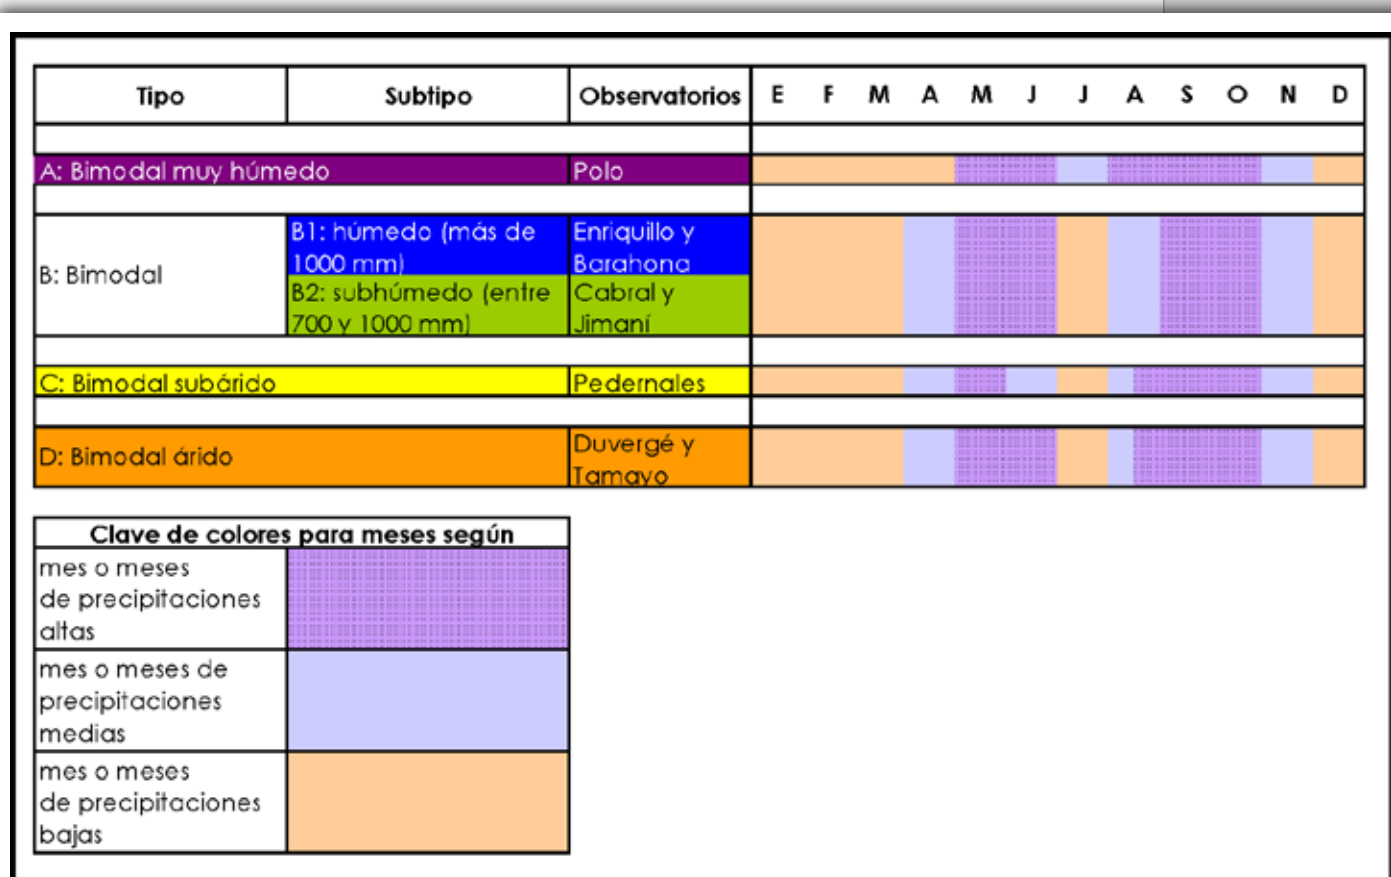 Tipo Subtipo Observatorios E F M A M J J A S O N D
A: Bimodal muy húmedo Polo
B: Bimodal
B1: húmedo (más de
1000 mm)
Enriquillo y
Barahona
B2: subhúmedo (entre
700 y 1000 mm)
Cabral y
Jimaní
C: Bimodal subárido Pedernales
D: Bimodal árido
Duvergé y
Tamayo
Clave de colores para meses según
mes o meses
de precipitaciones
altas
mes o meses de
precipitaciones
medias
mes o meses
de precipitaciones
bajas